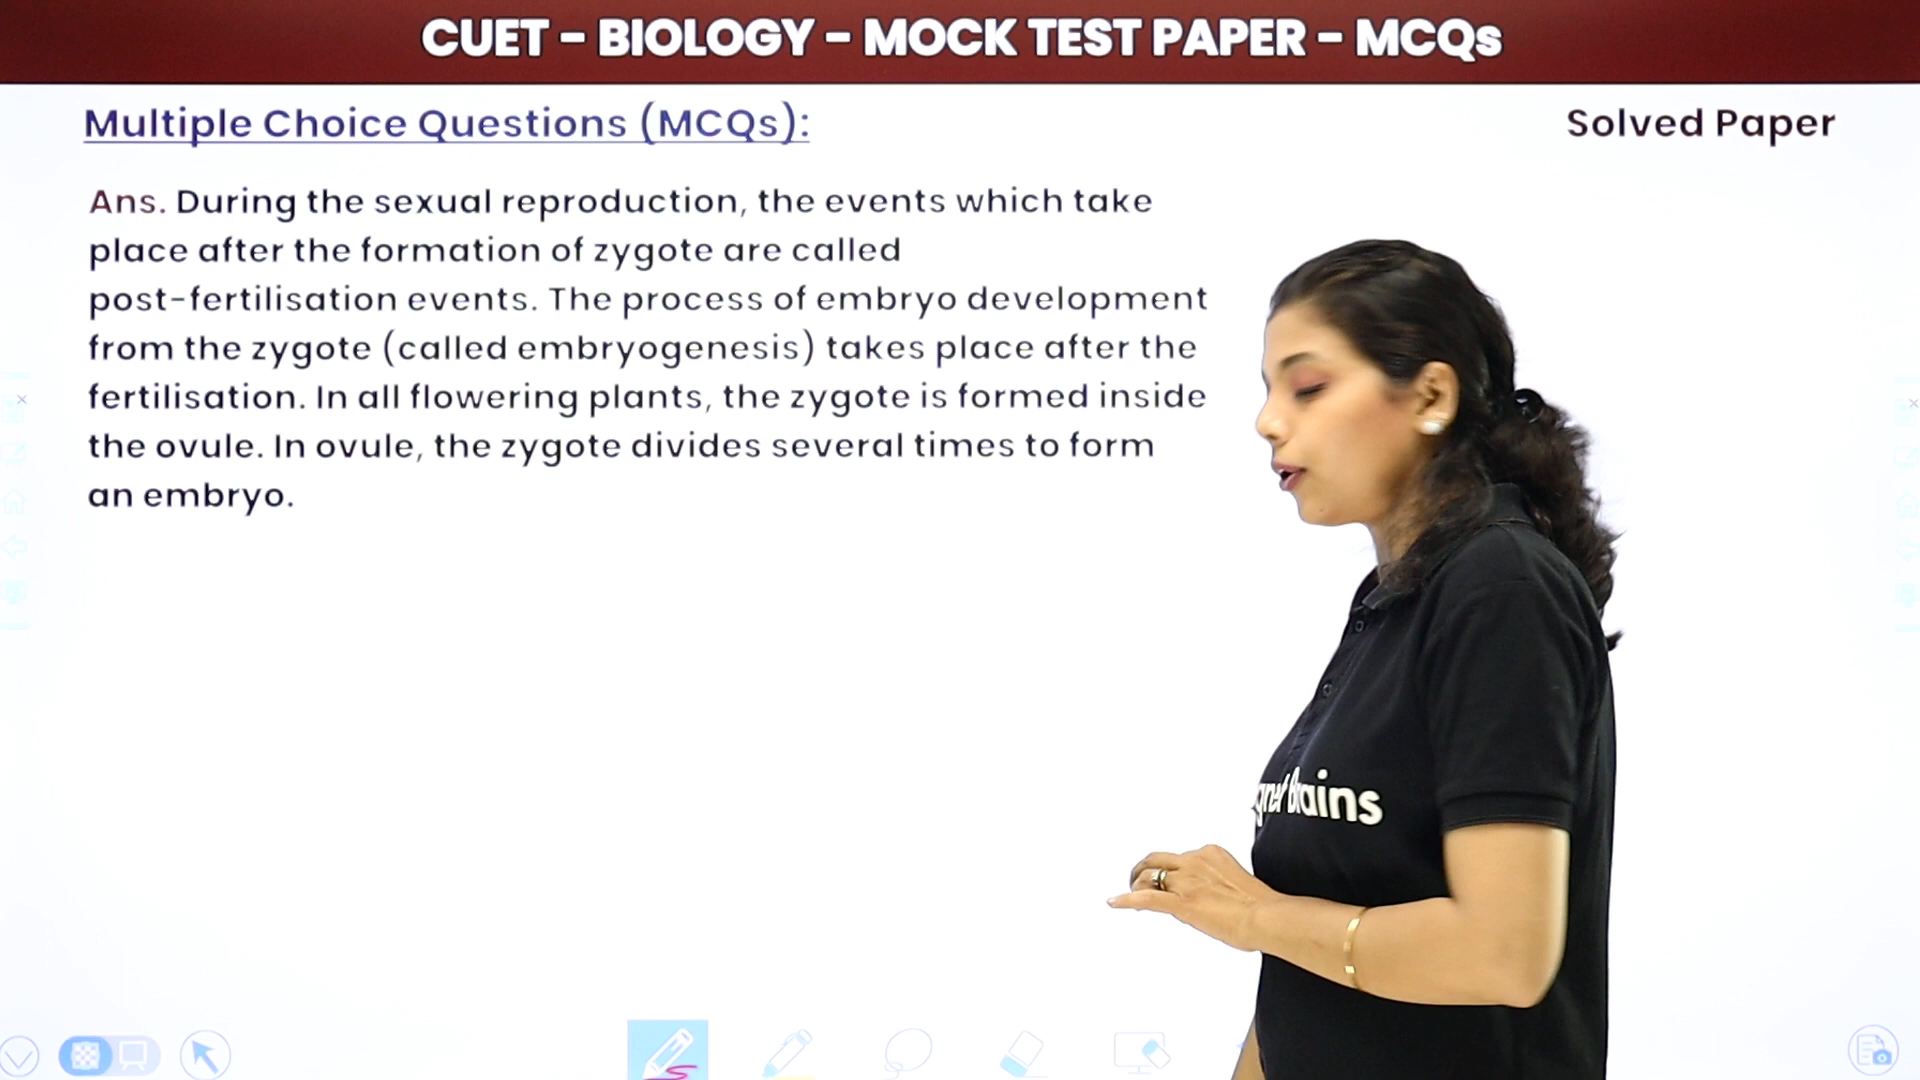 CUET - BIOLOGY - MOCK TEST PAPER - MCQs
Multiple Choice Questions (MCQs):
Solved Paper
Ans. During the sexual reproduction, the events which take
place after the formation of zygote are called
post-fertilisation events. The process of embryo development
from the zygote (called embryogenesis) takes place after the
fertilisation. In all flowering plants, the zygote is formed inside
the ovule. In ovule, the zygote divides several times to form
an embryo.
Brains